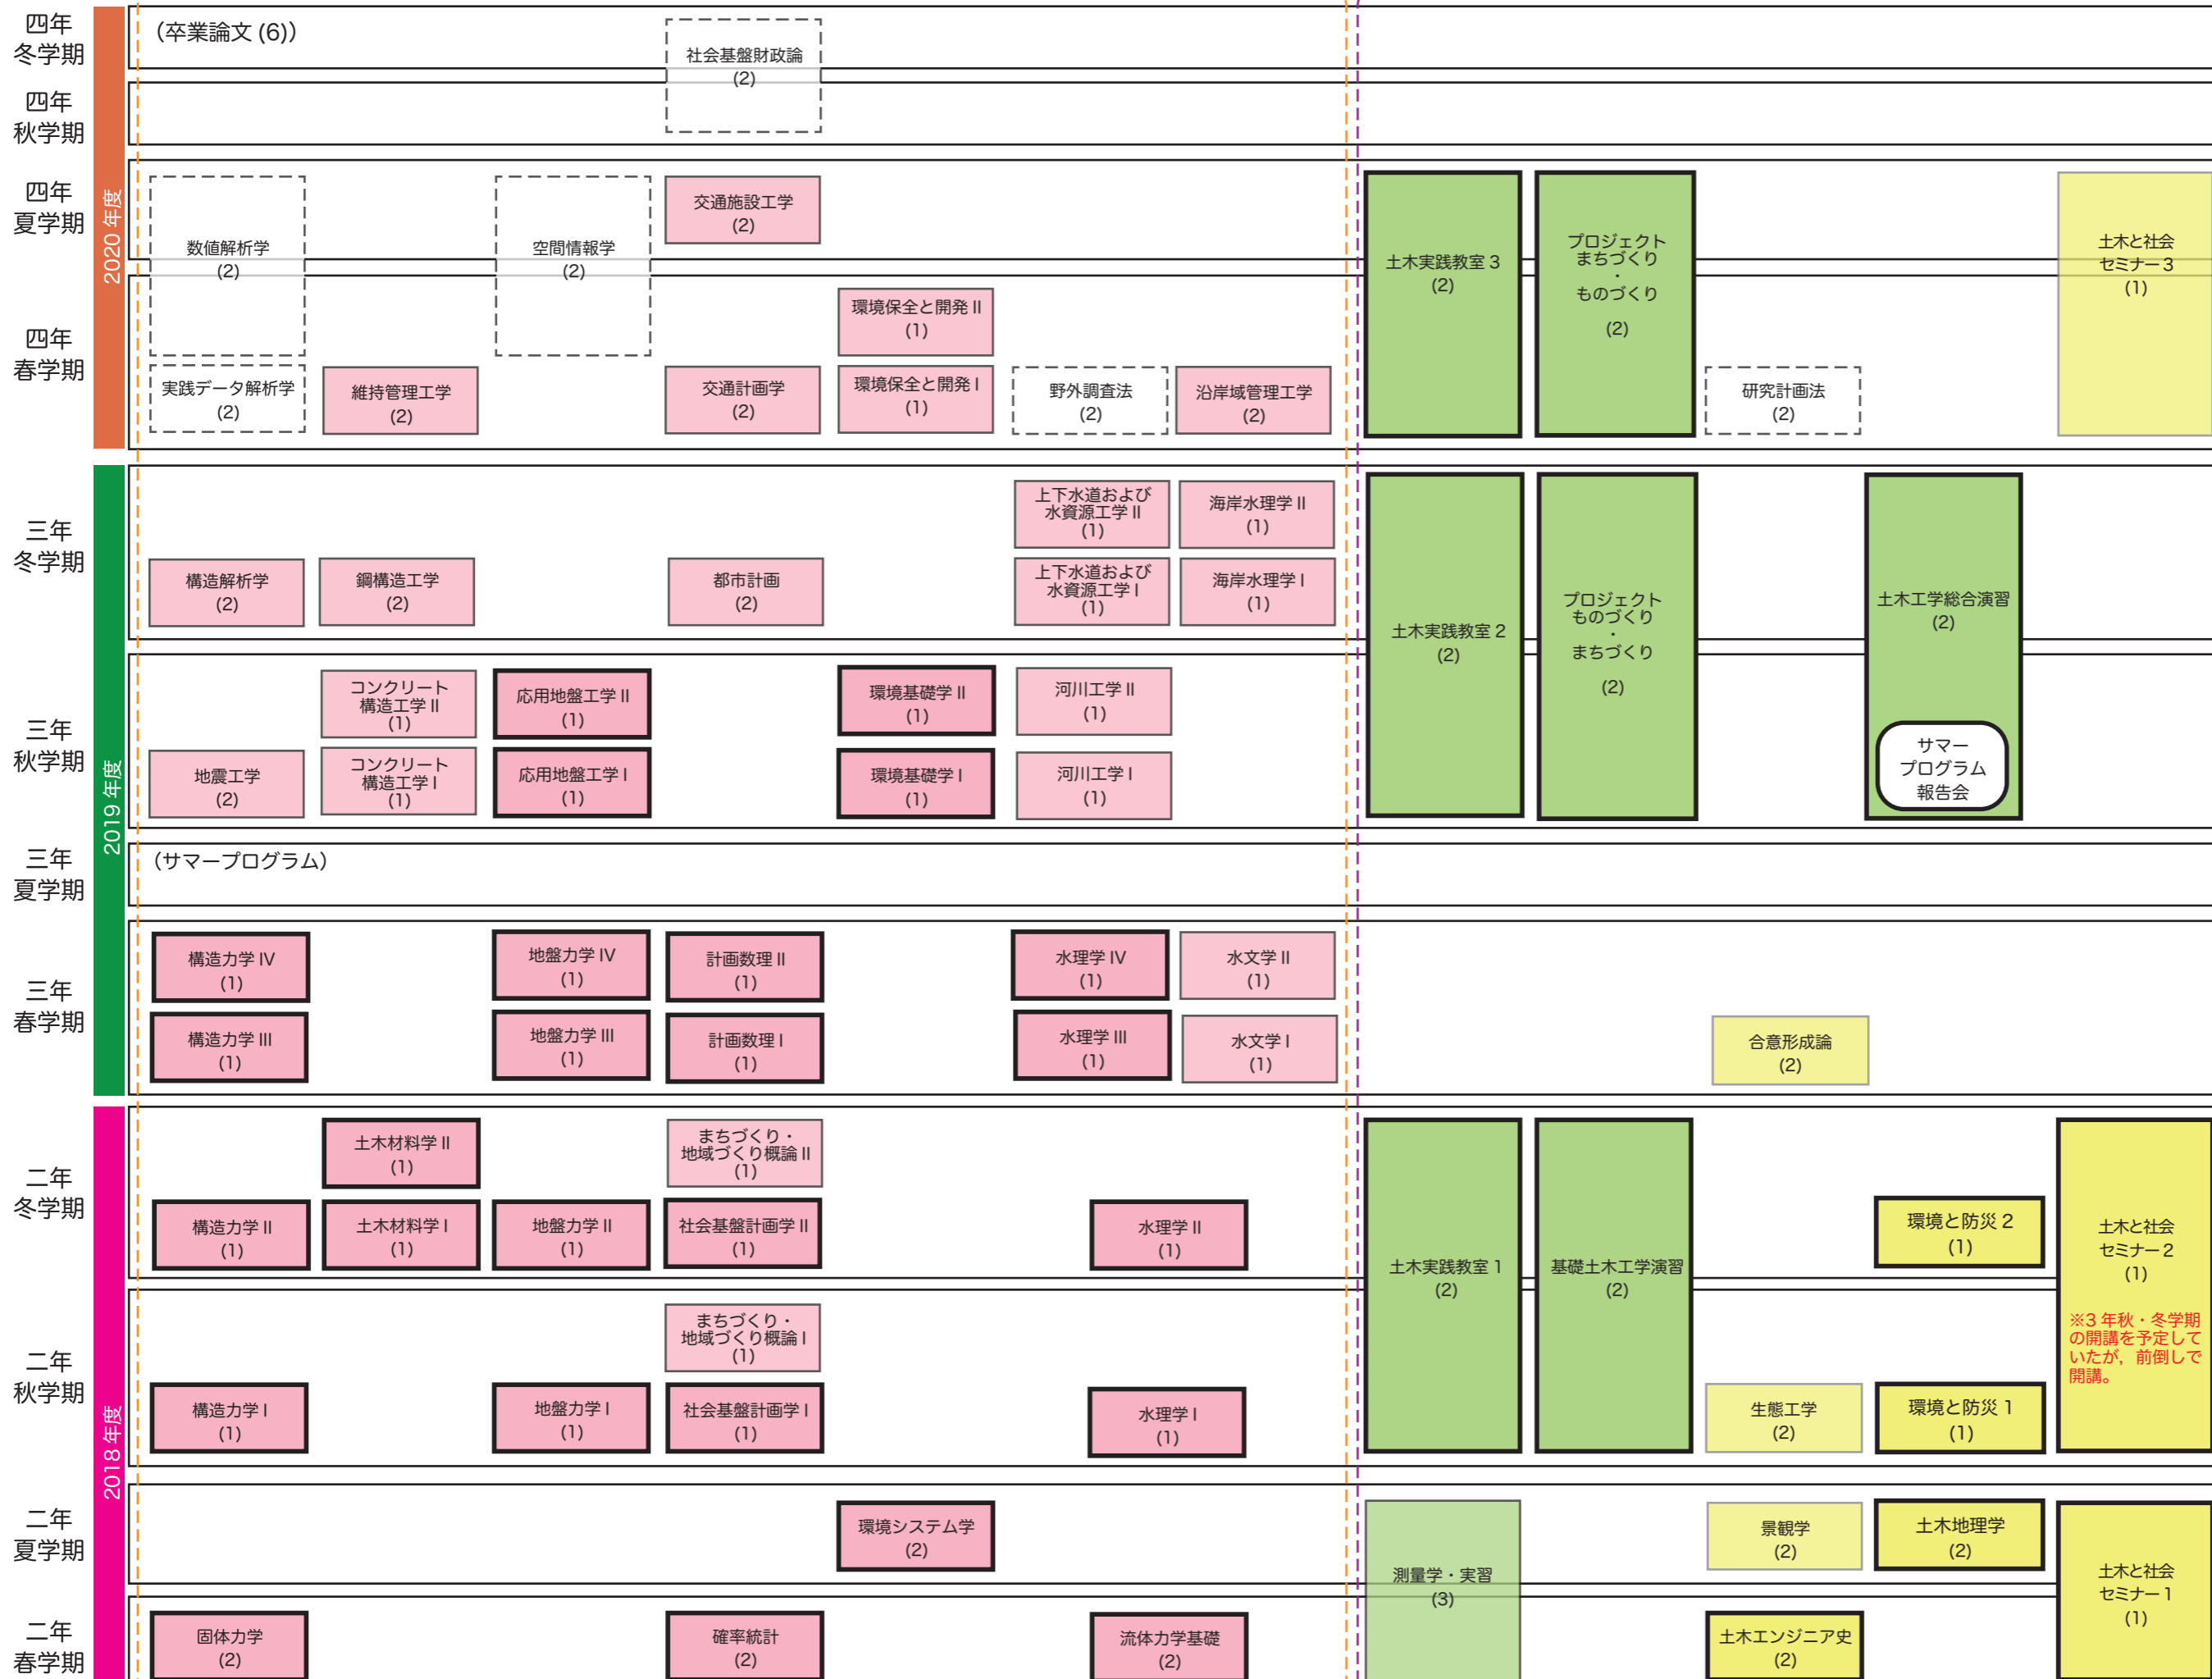 四年
冬学期
（卒業論文 (6)）
社会基盤財政論
(2)
四年
秋学期
2020 年度
四年
夏学期
数値解析学
(2)
空間情報学
(2)
交通施設工学
(2)
土木実践教室 3
(2)
プロジェクト
まちづくり
・
ものづくり
(2)
土木と社会
セミナー 3
(1)
四年
春学期
環境保全と開発 II
(1)
実践データ解析学
(2)
維持管理工学
(2)
交通計画学
(2)
環境保全と開発 I
(1)
野外調査法
(2)
沿岸域管理工学
(2)
研究計画法
(2)
2019 年度
三年
冬学期
上下水道および
水資源工学 II
(1)
海岸水理学 II
(1)
構造解析学
(2)
鋼構造工学
(2)
都市計画
(2)
上下水道および
水資源工学 I
(1)
海岸水理学 I
(1)
土木実践教室 2
(2)
プロジェクト
ものづくり
・
まちづくり
(2)
土木工学総合演習
(2)
三年
秋学期
コンクリート
構造工学 II
(1)
応用地盤工学 II
(1)
環境基礎学 II
(1)
河川工学 II
(1)
地震工学
(2)
コンクリート
構造工学 I
(1)
応用地盤工学 I
(1)
環境基礎学 I
(1)
河川工学 I
(1)
サマー
プログラム
報告会
三年
夏学期
（サマープログラム）
三年
春学期
構造力学 IV
(1)
地盤力学 IV
(1)
計画数理 II
(1)
水理学 IV
(1)
水文学 II
(1)
構造力学 III
(1)
地盤力学 III
(1)
計画数理 I
(1)
水理学 III
(1)
水文学 I
(1)
合意形成論
(2)
2018 年度
二年
冬学期
土木材料学 II
(1)
まちづくり・
地域づくり概論 II
(1)
構造力学 II
(1)
土木材料学 I
(1)
地盤力学 II
(1)
社会基盤計画学 II
(1)
水理学 II
(1)
土木実践教室 1
(2)
基礎土木工学演習
(2)
環境と防災 2
(1)
土木と社会
セミナー 2
(1)
※3 年秋・冬学期
の開講を予定して
いたが，前倒しで
開講。
二年
秋学期
まちづくり・
地域づくり概論 I
(1)
構造力学 I
(1)
地盤力学 I
(1)
社会基盤計画学 I
(1)
水理学 I
(1)
生態工学
(2)
環境と防災 1
(1)
二年
夏学期
環境システム学
(2)
測量学・実習
(3)
景観学
(2)
土木地理学
(2)
土木と社会
セミナー 1
(1)
二年
春学期
固体力学
(2)
確率統計
(2)
流体力学基礎
(2)
土木エンジニア史
(2)